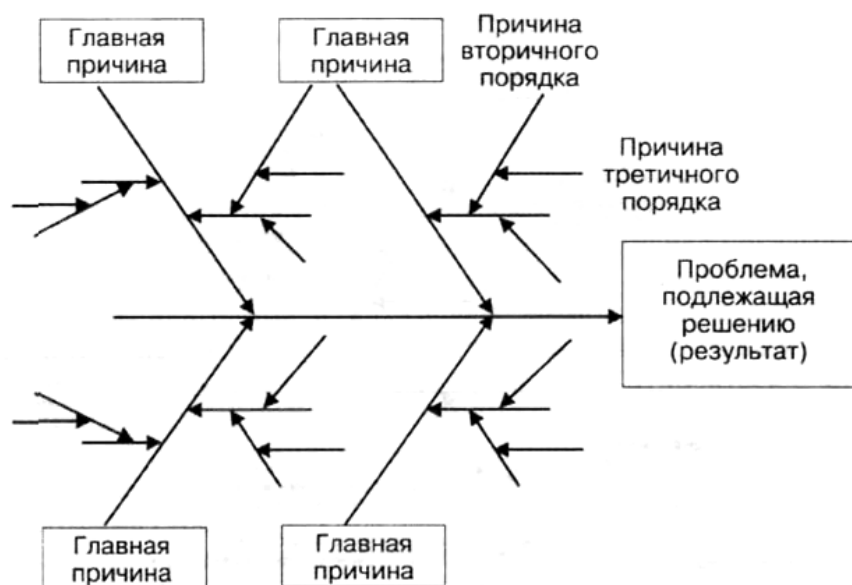 Главная
причина
Главная
причина
Причина
вторичного
порядка
Причина
третичного
порядка
Проблема,
подлежащая
решению
(результат)
Главная
причина
Главная
причина